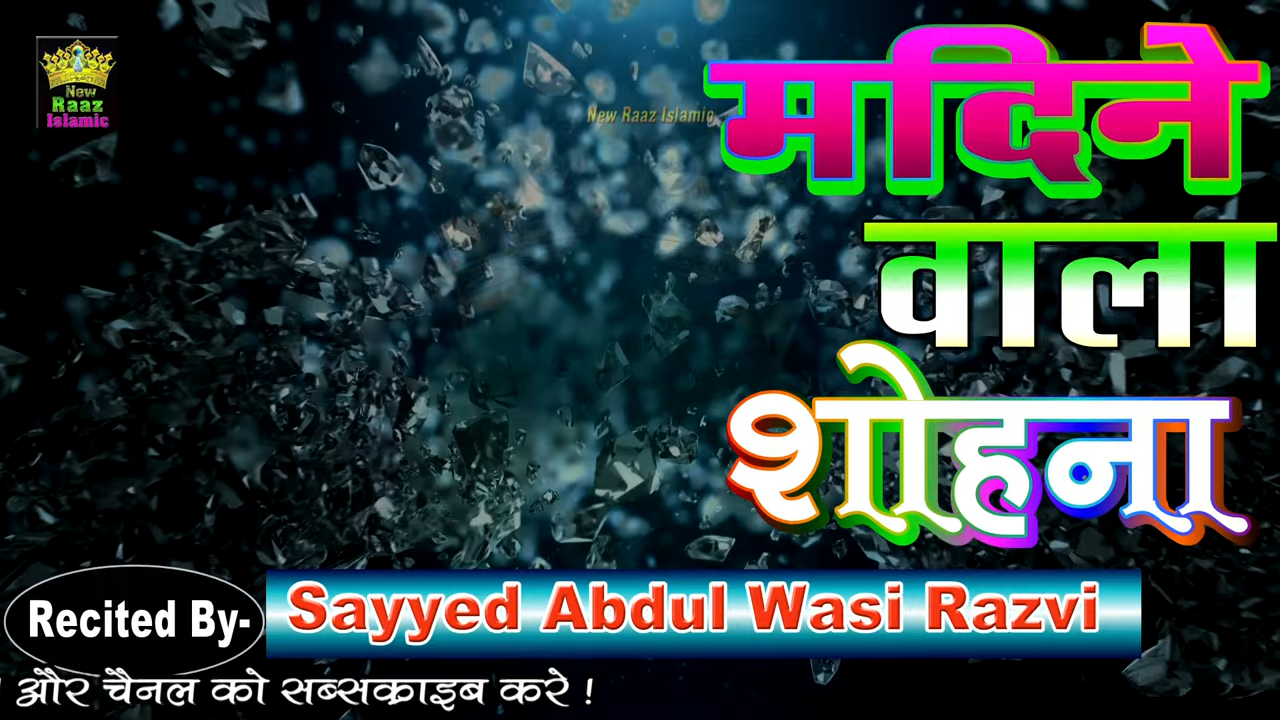 New
Raaz
Islamic
New Raaz Islamic
मदिने
वाला
शोहना
Recited By-
Sayyed Abdul Wasi Razvi
और चैनल को सब्सक्राइब करे !